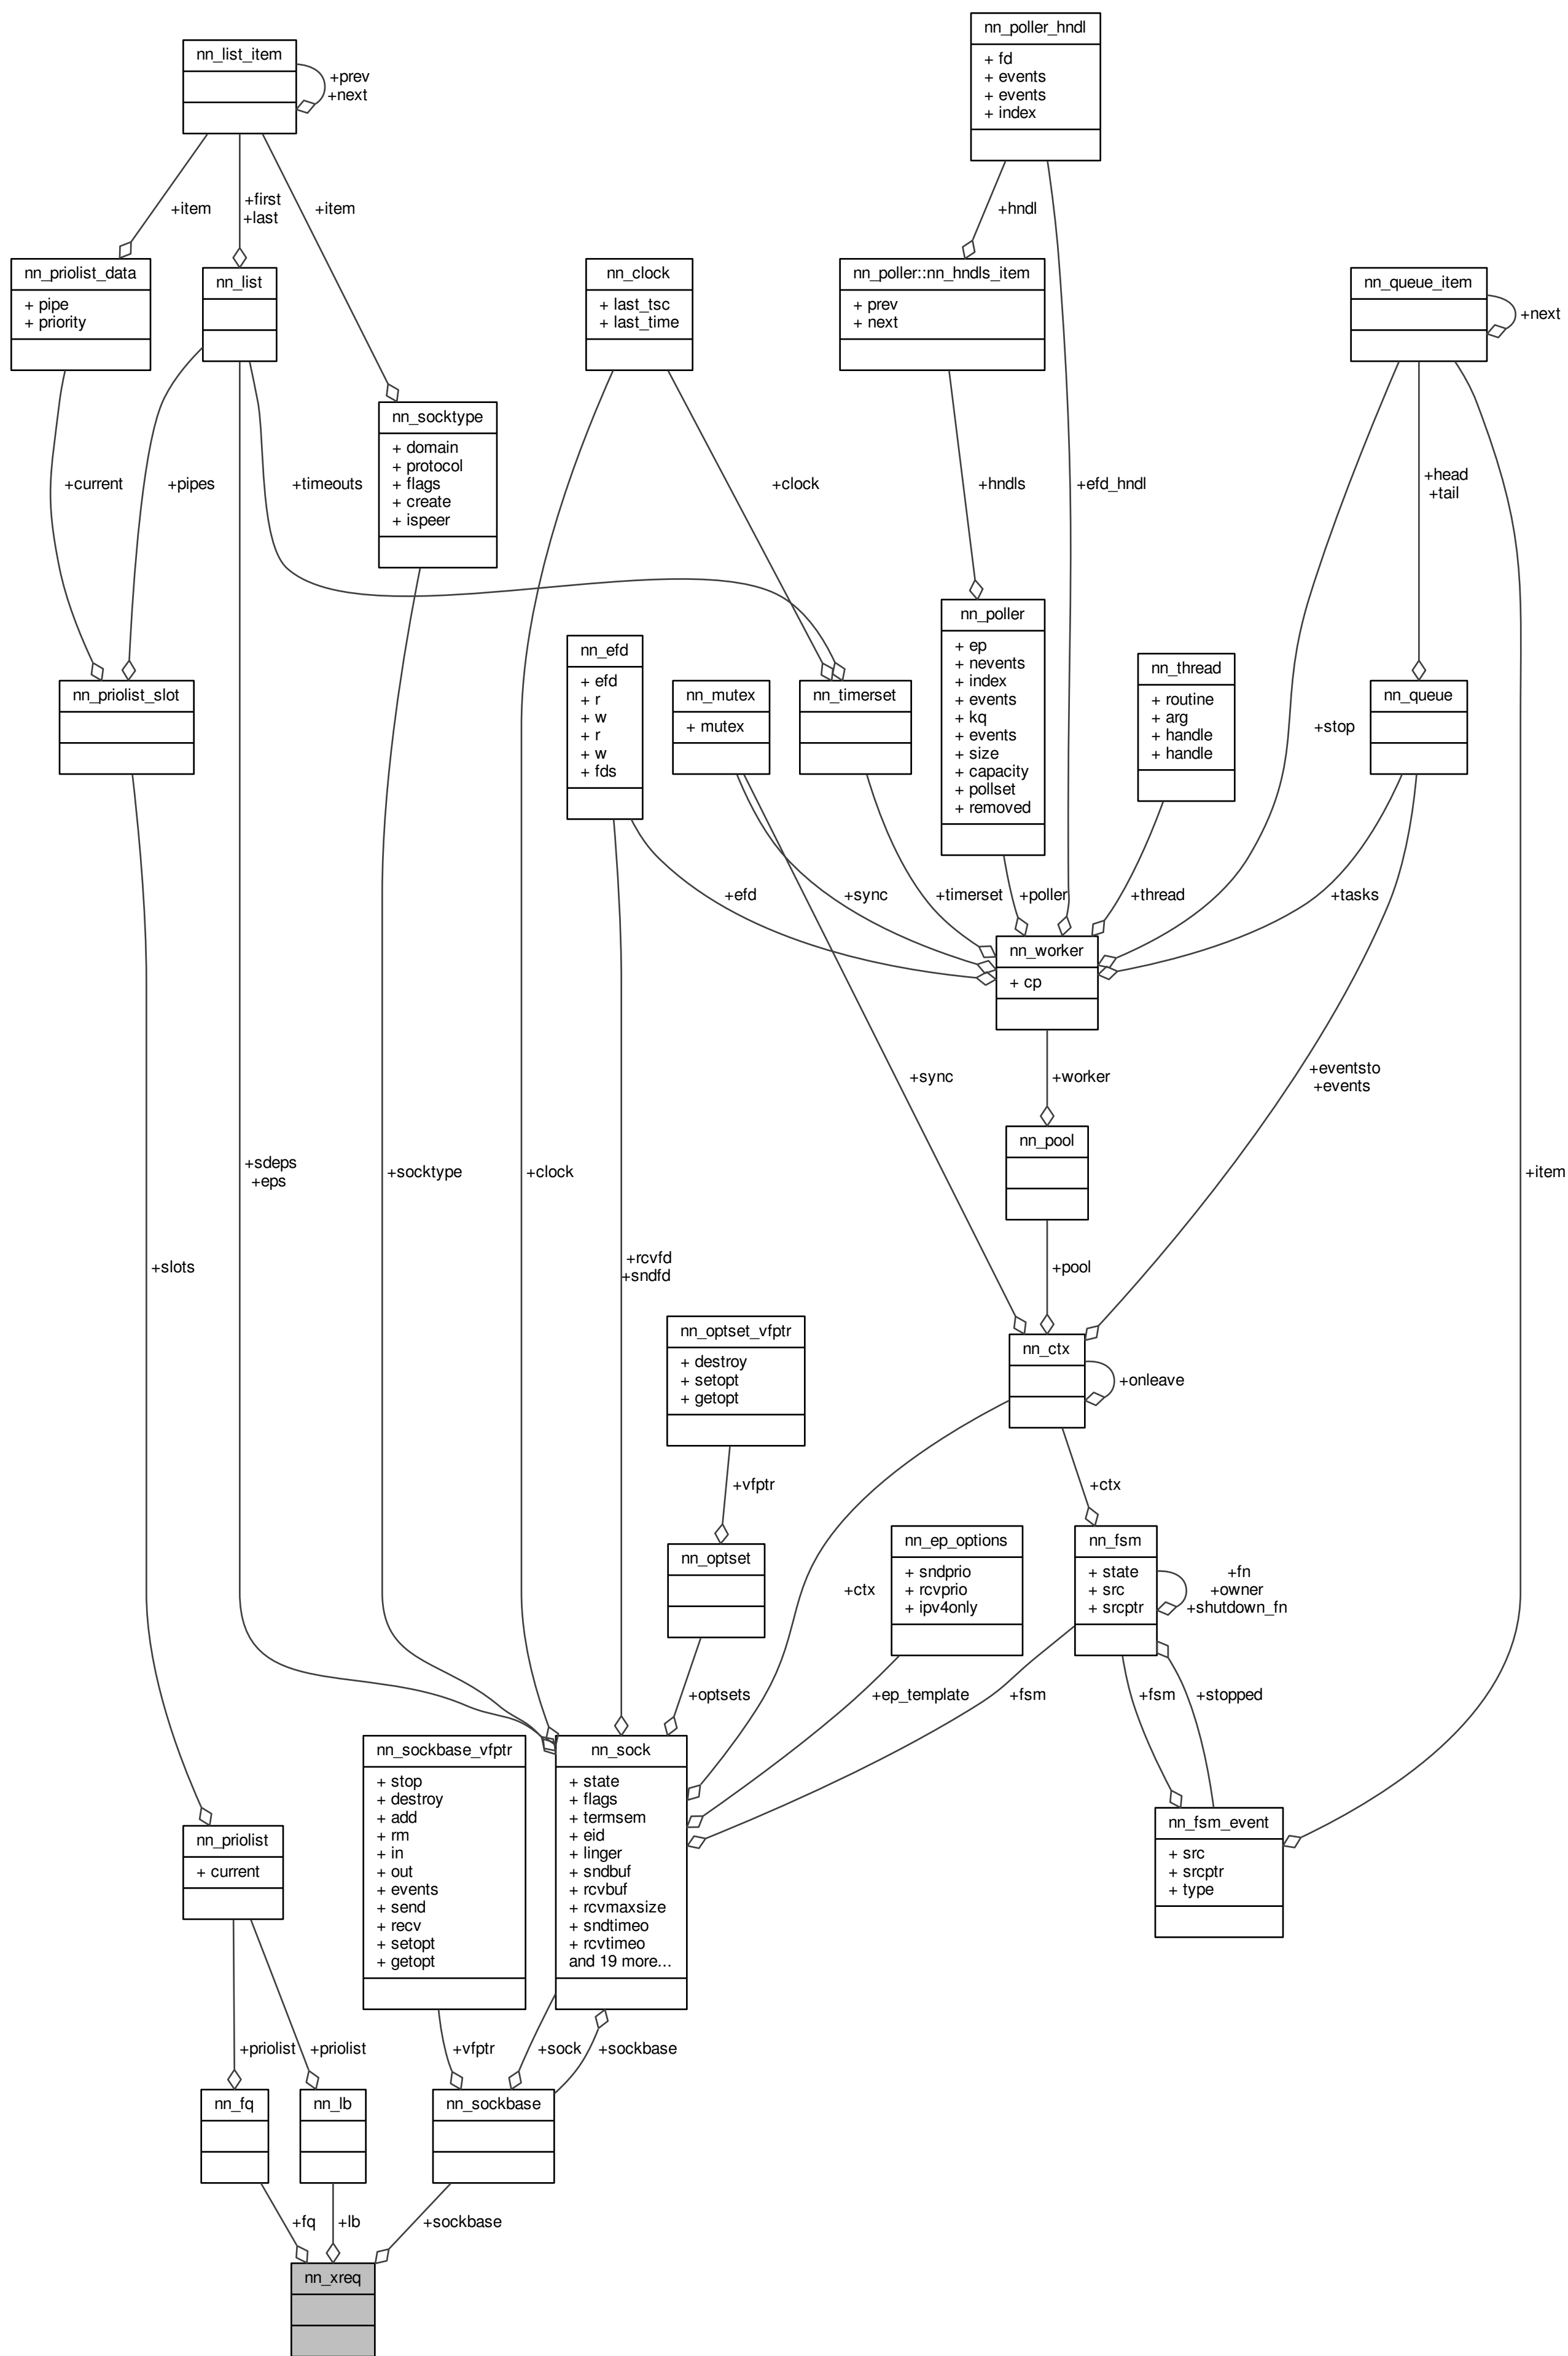 nn_poller_hndl
+ fd
+ events
+ events
+ index
nn_list_item
+prev
+next
+item
+first
+last
+item
+hndl
nn_priolist_data
+ pipe
+ priority
nn_list
nn_clock
+ last_tsc
+ last_time
nn_poller::nn_hndls_item
+ prev
+ next
nn_queue_item
+next
nn_socktype
+ domain
+ protocol
+ flags
+ create
+ ispeer
+current
+pipes
+timeouts
+clock
+hndls
+efd_hndl
+head
+tail
nn_priolist_slot
nn_efd
+ efd
+ r
+ w
+ r
+ w
+ fds
nn_mutex
+ mutex
nn_timerset
nn_poller
+ ep
+ nevents
+ index
+ events
+ kq
+ events
+ size
+ capacity
+ pollset
+ removed
nn_thread
+ routine
+ arg
+ handle
+ handle
+stop
nn_queue
+efd
+sync
+timerset
+poller
+thread
+tasks
nn_worker
+ cp
+sync
+worker
+eventsto
+events
nn_pool
+sdeps
+eps
+socktype
+clock
+item
+slots
+rcvfd
+sndfd
+pool
nn_optset_vfptr
+ destroy
+ setopt
+ getopt
nn_ctx
+onleave
+vfptr
+ctx
nn_optset
+ctx
nn_ep_options
+ sndprio
+ rcvprio
+ ipv4only
nn_fsm
+ state
+ src
+ srcptr
+fn
+owner
+shutdown_fn
+optsets
+ep_template
+fsm
+fsm
+stopped
nn_priolist
+ current
nn_sockbase_vfptr
+ stop
+ destroy
+ add
+ rm
+ in
+ out
+ events
+ send
+ recv
+ setopt
+ getopt
nn_sock
+ state
+ flags
+ termsem
+ eid
+ linger
+ sndbuf
+ rcvbuf
+ rcvmaxsize
+ sndtimeo
+ rcvtimeo
and 19 more...
nn_fsm_event
+ src
+ srcptr
+ type
+priolist
+priolist
+vfptr
+sock
+sockbase
nn_fq
nn_lb
nn_sockbase
+fq
+lb
+sockbase
nn_xreq